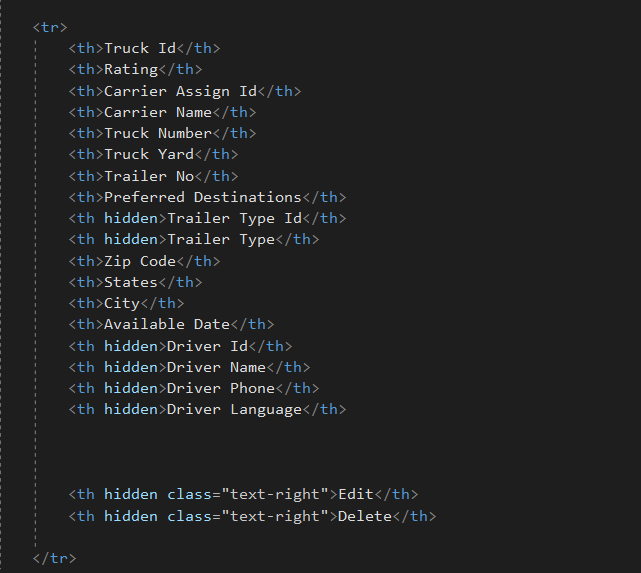 <tr>
<th>Truck Id</th>
<th>Rating</th>
<th>Carrier Assign Id</th>
<th>Carrier Name</th>
<th>Truck Number</th>
<th>Truck Yard</th>
<th>Trailer No</th>
<th>Preferred Destinations</th>
<th hidden>Trailer Type Id</th>
<th hidden>Trailer Type</th>
<th>Zip Code</th>
<th>States</th>
<th>City</th>
<th>Available Date</th>
<th hidden>Driver Id</th>
<th hidden>Driver Name</th>
<th hidden>Driver Phone</th>
<th hidden>Driver Language</th>
<th hidden class="text-right">Edit</th>
<th hidden class="text-right">Delete</th>
</tr>